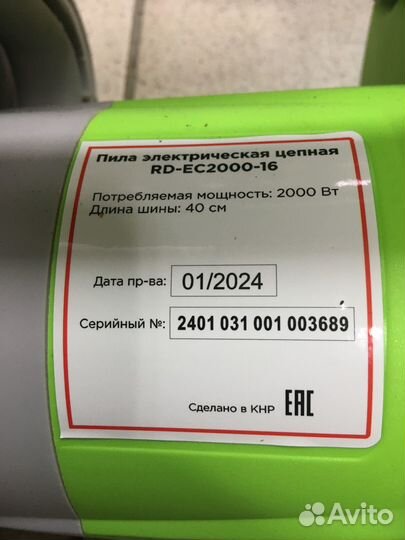 Пила электрическая цепная
RD-EC2000-16
Потребляемая мощность: 2000 Вт
Длина шины: 40 см
Дата пр-ва: 01/2024
Серийный №: 2401 031 001 003689
Сделано в КНР EAC
Avito